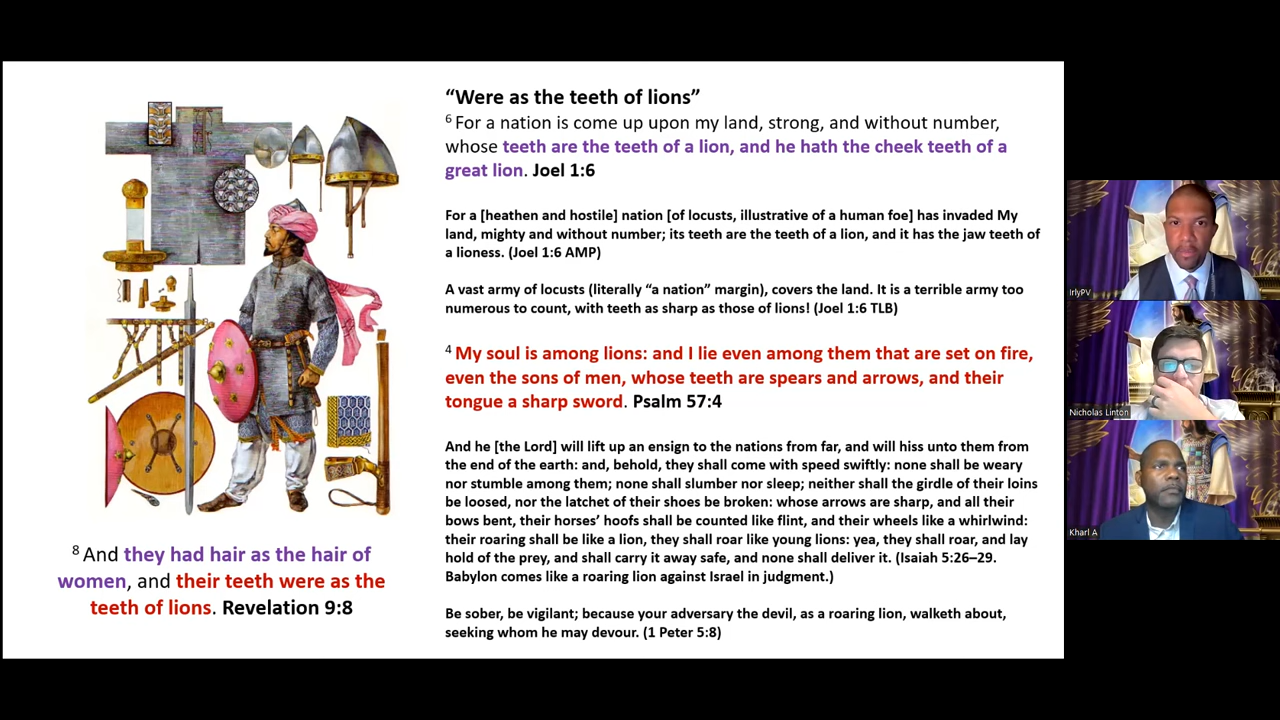 “Were as the teeth of lions”
⁶ For a nation is come up upon my land, strong, and without number,
whose teeth are the teeth of a lion, and he hath the cheek teeth of a
great lion. Joel 1:6
For a [heathen and hostile] nation [of locusts, illustrative of a human foe] has invaded My
land, mighty and without number; its teeth are the teeth of a lion, and it has the jaw teeth of
a lioness. (Joel 1:6 AMP)
A vast army of locusts (literally “a nation” margin), covers the land. It is a terrible army too
numerous to count, with teeth as sharp as those of lions! (Joel 1:6 TLB)
⁴ My soul is among lions: and I lie even among them that are set on fire,
even the sons of men, whose teeth are spears and arrows, and their
tongue a sharp sword. Psalm 57:4
And he [the Lord] will lift up an ensign to the nations from far, and will hiss unto them from
the end of the earth: and, behold, they shall come with speed swiftly: none shall be weary
nor stumble among them; none shall slumber nor sleep; neither shall the girdle of their loins
be loosed, nor the latchet of their shoes be broken: whose arrows are sharp, and all their
bows bent, their horses’ hoofs shall be counted like flint, and their wheels like a whirlwind:
their roaring shall be like a lion, they shall roar like young lions: yea, they shall roar, and lay
hold of the prey, and shall carry it away safe, and none shall deliver it. (Isaiah 5:26–29.
Babylon comes like a roaring lion against Israel in judgment.)
Be sober, be vigilant; because your adversary the devil, as a roaring lion, walketh about,
seeking whom he may devour. (1 Peter 5:8)
⁸ And they had hair as the hair of
women, and their teeth were as the
teeth of lions. Revelation 9:8
IrlyPV
Nicholas Linton
Kharl A